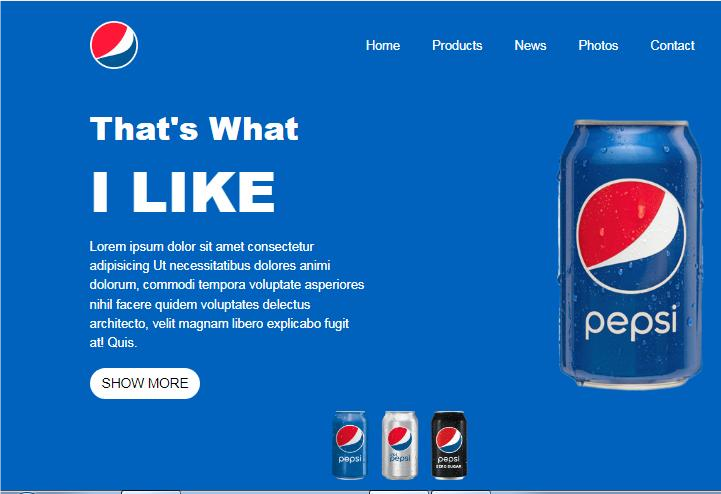 Home Products News Photos Contact
That's What
I LIKE
Lorem ipsum dolor sit amet consectetur
adipisicing Ut necessitatibus dolores animi
dolorum, commodi tempora voluptate asperiores
nihil facere quidem voluptates delectus
architecto, velit magnam libero explicabo fugit
at! Quis.
SHOW MORE
pepsi
pepsi
pepsi
pepsi
ZERO SUGAR